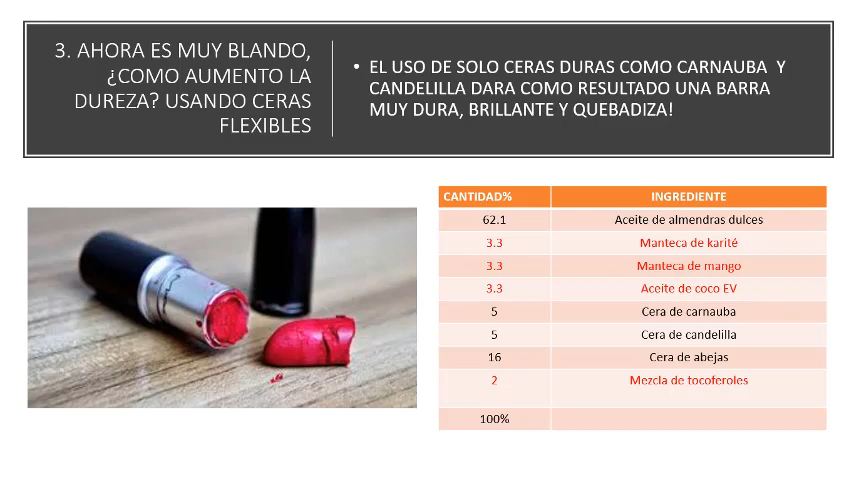 3. AHORA ES MUY BLANDO,
¿COMO AUMENTO LA
DUREZA? USANDO CERAS
FLEXIBLES
• EL USO DE SOLO CERAS DURAS COMO CARNAUBA Y
CANDELILLA DARA COMO RESULTADO UNA BARRA
MUY DURA, BRILLANTE Y QUEBADIZA!
CANTIDAD% INGREDIENTE
62.1 Aceite de almendras dulces
3.3 Manteca de karité
3.3 Manteca de mango
3.3 Aceite de coco EV
5 Cera de carnauba
5 Cera de candelilla
16 Cera de abejas
2 Mezcla de tocoferoles
100%